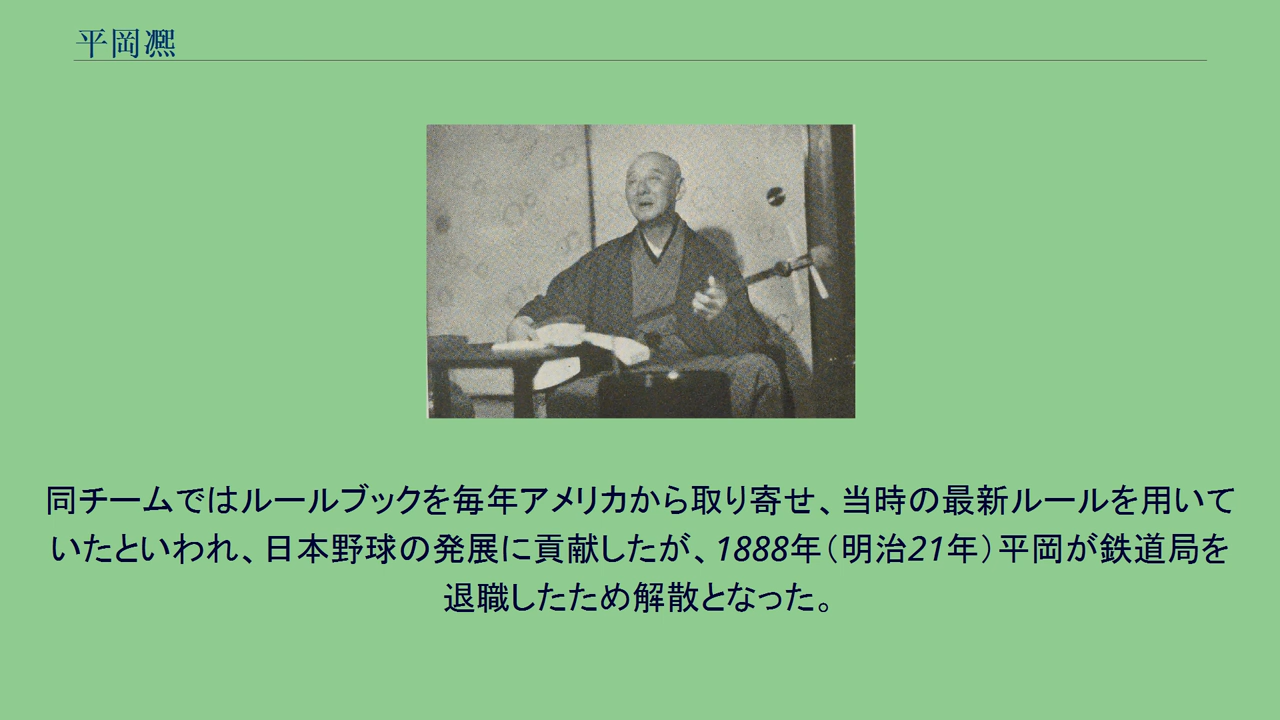 平岡凞
同チームではルールブックを毎年アメリカから取り寄せ、当時の最新ルールを用いて
いたといわれ、日本野球の発展に貢献したが、1888年（明治21年）平岡が鉄道局を
退職したため解散となった。